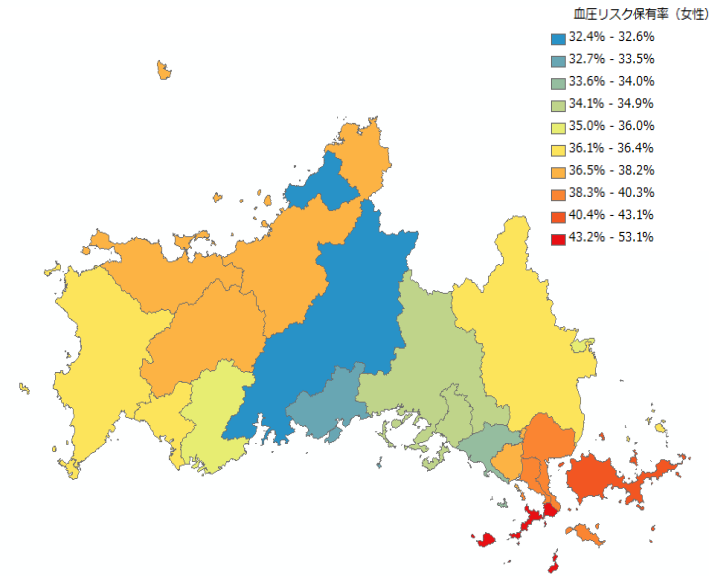 血圧リスク保有率（女性）
32.4% - 32.6%
32.7% - 33.5%
33.6% - 34.0%
34.1% - 34.9%
35.0% - 36.0%
36.1% - 36.4%
36.5% - 38.2%
38.3% - 40.3%
40.4% - 43.1%
43.2% - 53.1%